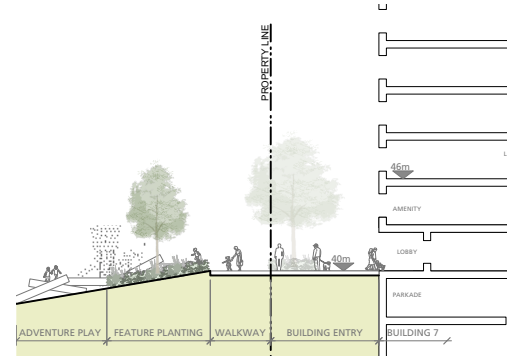 PROPERTY LINE
L
46m
AMENITY
LOBBY
40m
PARKADE
ADVENTURE PLAY
FEATURE PLANTING
WALKWAY
BUILDING ENTRY
BUILDING 7